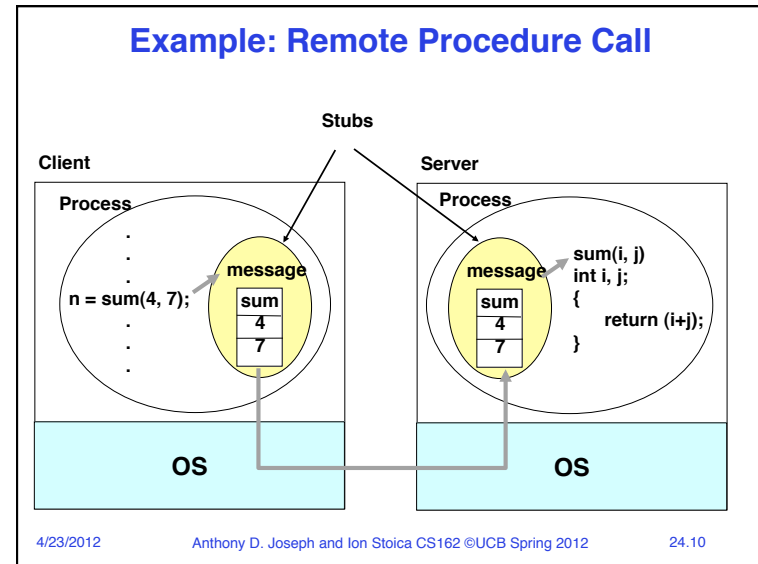 Example: Remote Procedure Call
Stubs
Client
Process
.
.
.
n = sum(4, 7);
.
.
.
message
sum
4
7
OS
Server
Process
message
sum
4
7
sum(i, j)
int i, j;
{
return (i+j);
}
OS
4/23/2012
Anthony D. Joseph and Ion Stoica CS162 ©UCB Spring 2012
24.10